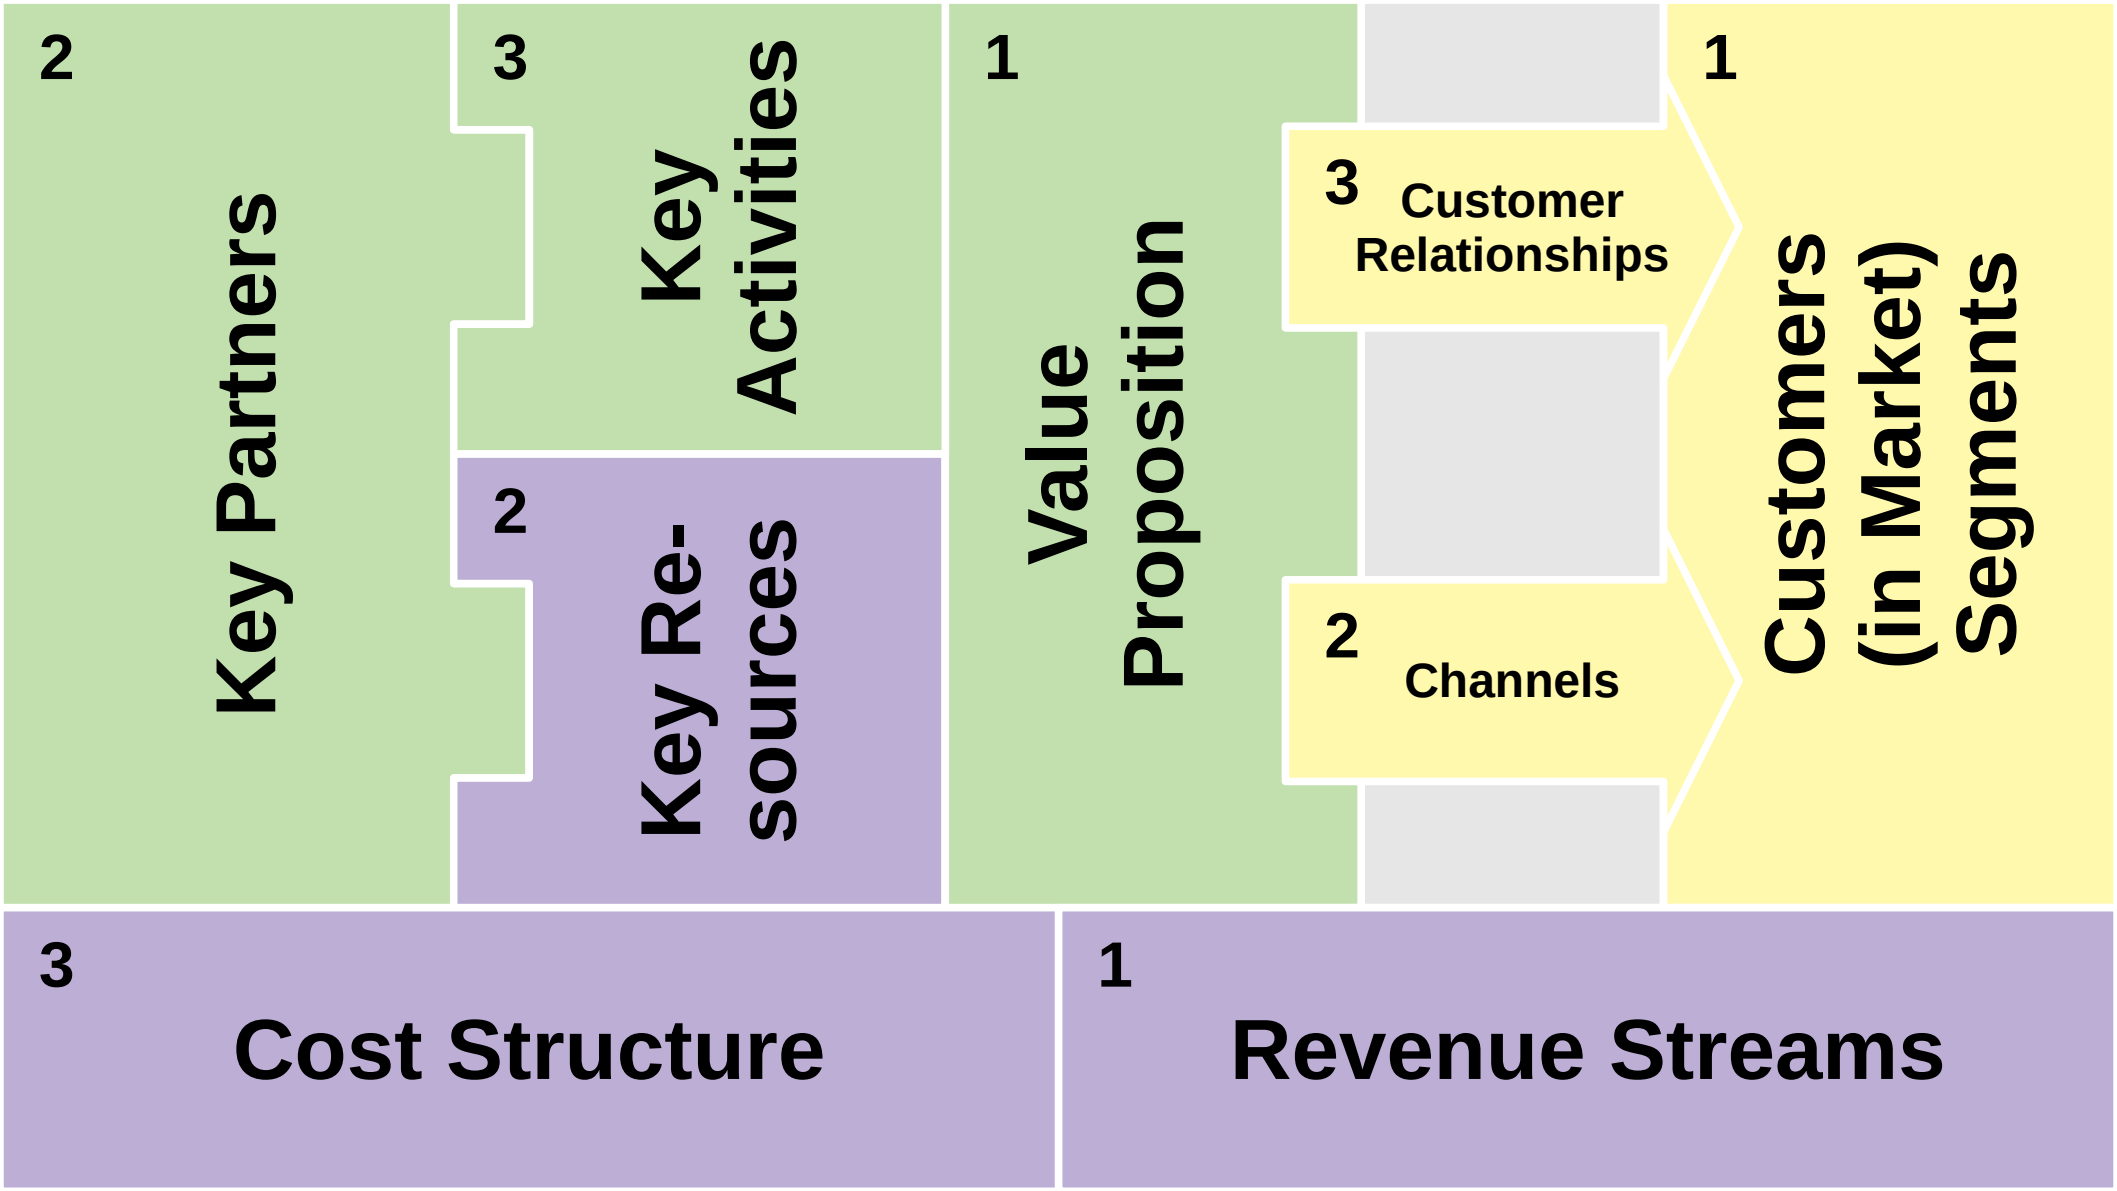 2
Key Partners
3
Key
Activities
2
Key Re-
sources
1
Value
Proposition
3
Customer
Relationships
2
Channels
1
Customers
(in Market)
Segments
3
Cost Structure
1
Revenue Streams